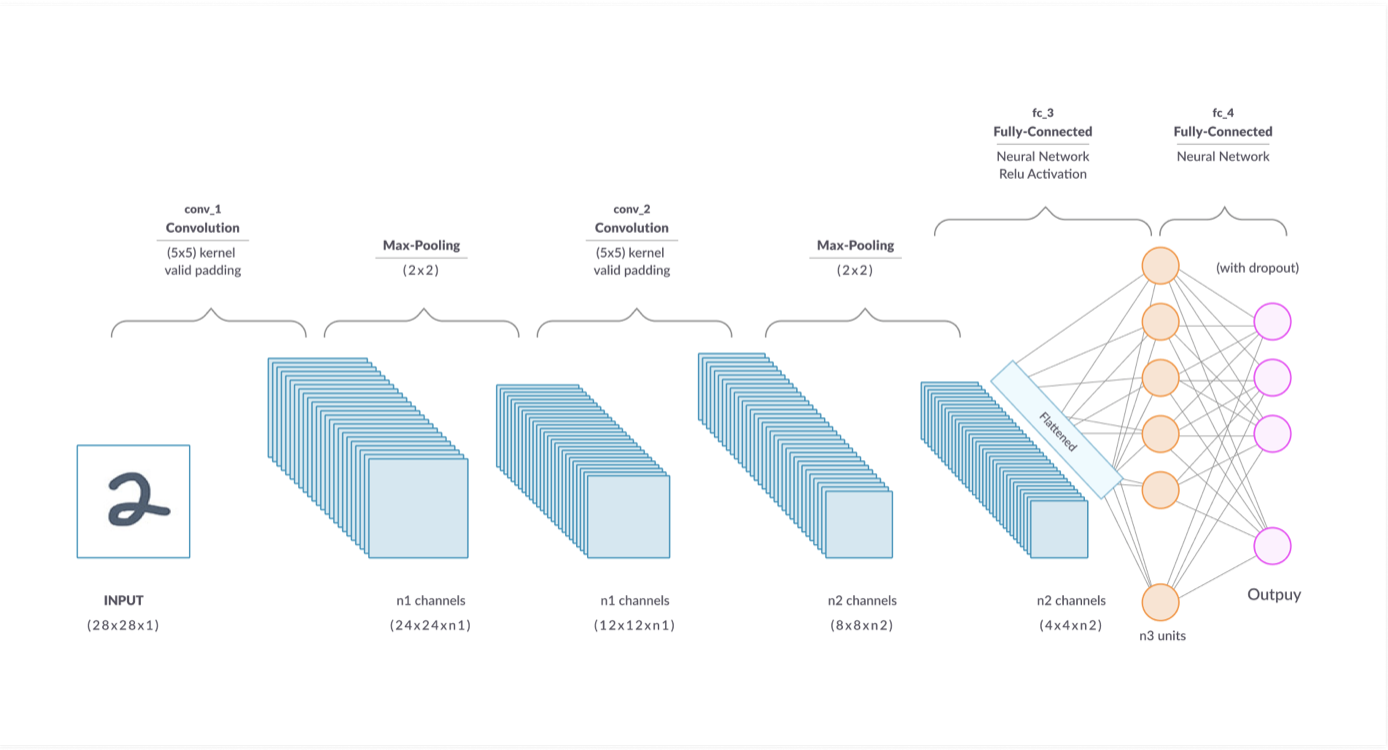 fc_3
Fully-Connected
Neural Network
Relu Activation
fc_4
Fully-Connected
Neural Network
conv_1
Convolution
(5x5) kernel
valid padding
Max-Pooling
(2x2)
conv_2
Convolution
(5x5) kernel
valid padding
Max-Pooling
(2x2)
(with dropout)
2
Flattened
INPUT
(28x28x1)
n1 channels
(24x24xn1)
n1 channels
(12x12xn1)
n2 channels
(8x8xn2)
n2 channels
(4x4xn2)
n3 units
Outpuy